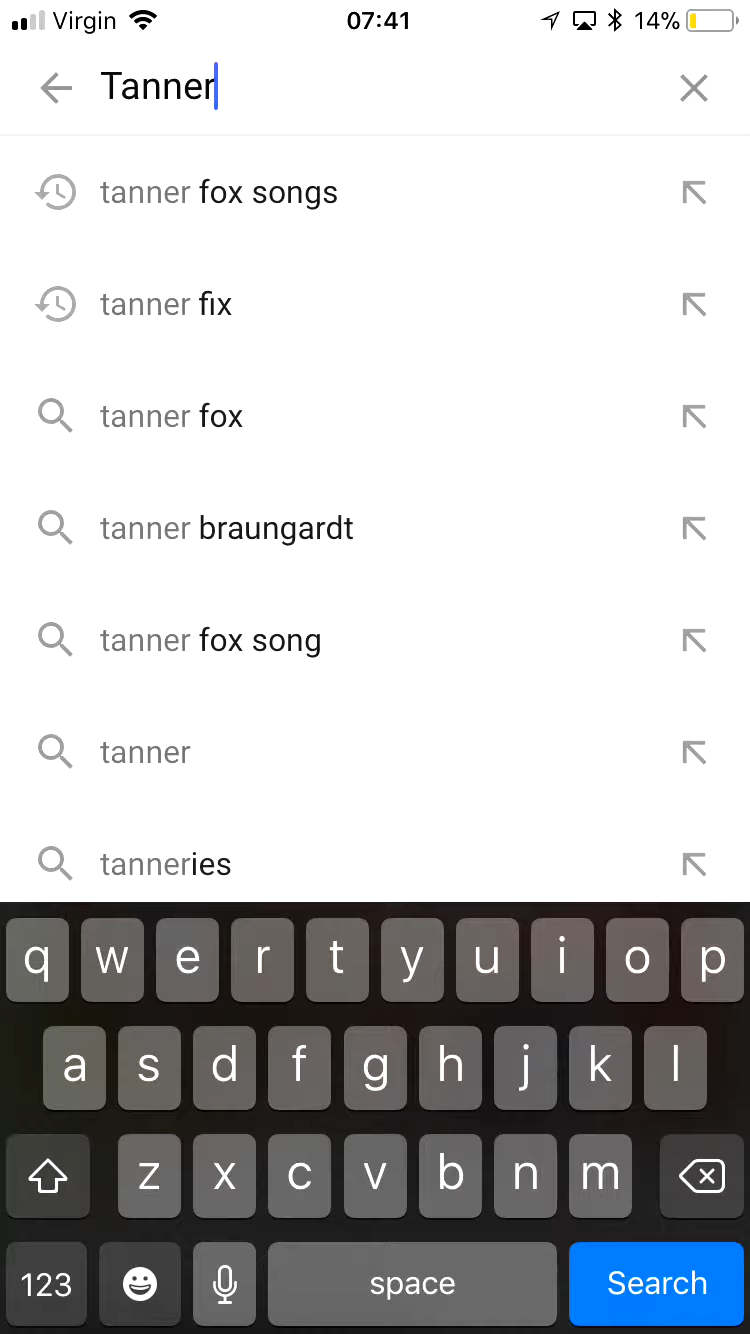 Virgin 07:41 14%
Tanner
tanner fox songs
tanner fix
tanner fox
tanner braungardt
tanner fox song
tanner
tanneries
q w e r t y u i o p
a s d f g h j k l
z x c v b n m
123 space Search